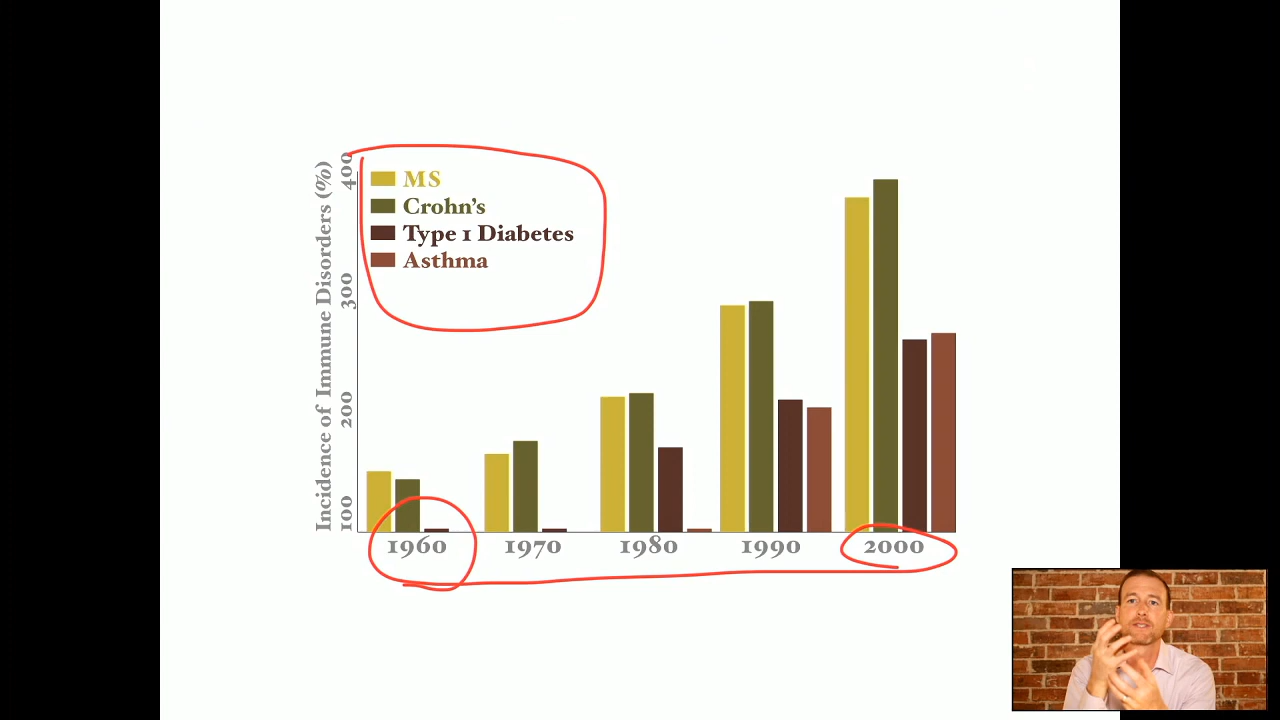 Incidence of Immune Disorders (%)
400
300
200
100
MS
Crohn's
Type 1 Diabetes
Asthma
1960 1970 1980 1990 2000